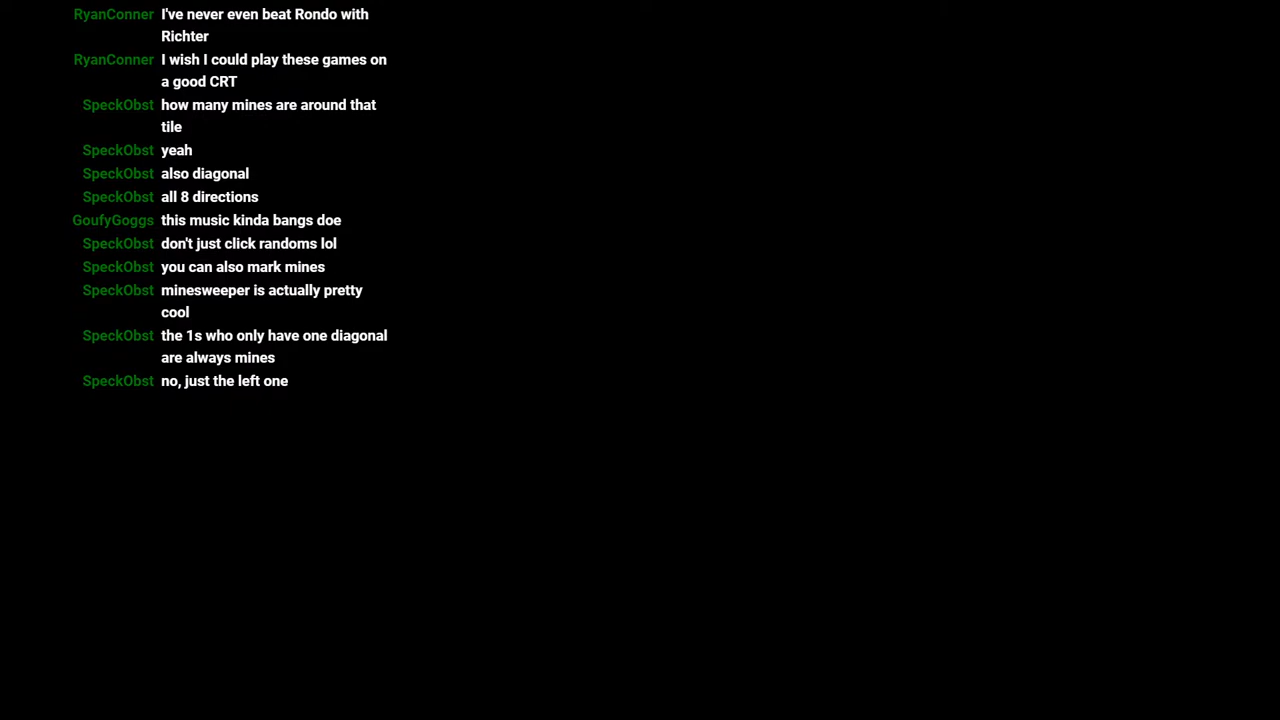 RyanConner I've never even beat Rondo with
Richter
RyanConner I wish I could play these games on
a good CRT
SpeckObst how many mines are around that
tile
SpeckObst yeah
SpeckObst also diagonal
SpeckObst all 8 directions
GoufyGoggs this music kinda bangs doe
SpeckObst don't just click randoms lol
SpeckObst you can also mark mines
SpeckObst minesweeper is actually pretty
cool
SpeckObst the 1s who only have one diagonal
are always mines
SpeckObst no, just the left one